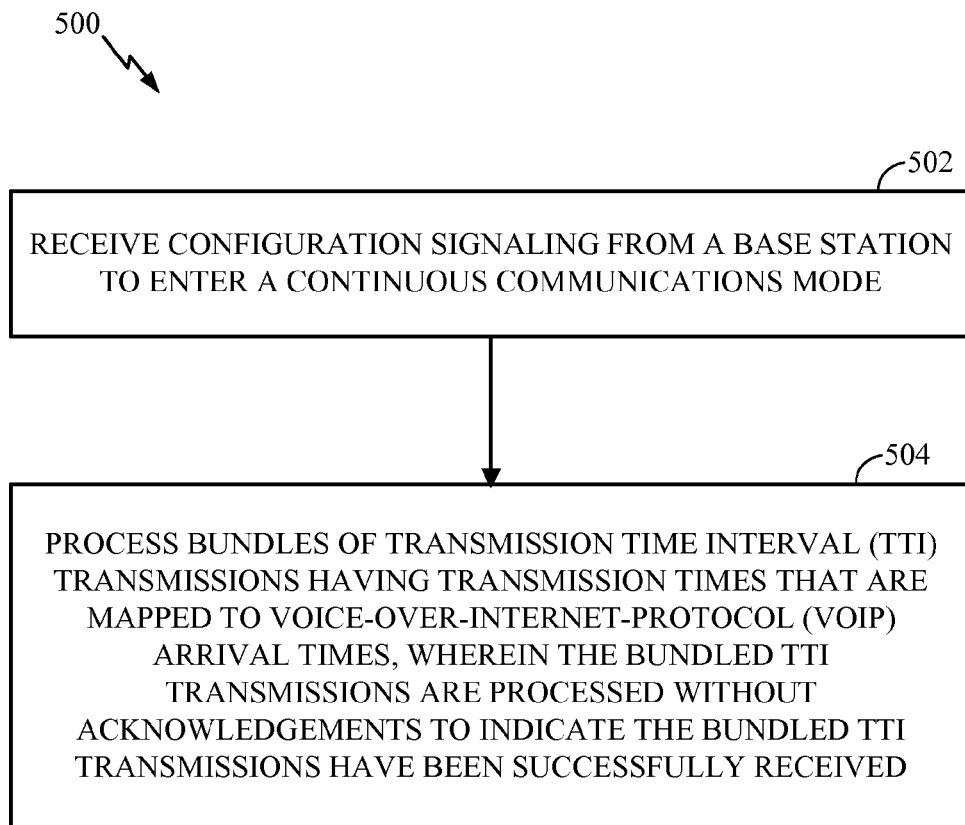 500
502
RECEIVE CONFIGURATION SIGNALING FROM A BASE STATION
TO ENTER A CONTINUOUS COMMUNICATIONS MODE
504
PROCESS BUNDLES OF TRANSMISSION TIME INTERVAL (TTI)
TRANSMISSIONS HAVING TRANSMISSION TIMES THAT ARE
MAPPED TO VOICE-OVER-INTERNET-PROTOCOL (VOIP)
ARRIVAL TIMES, WHEREIN THE BUNDLED TTI
TRANSMISSIONS ARE PROCESSED WITHOUT
ACKNOWLEDGEMENTS TO INDICATE THE BUNDLED TTI
TRANSMISSIONS HAVE BEEN SUCCESSFULLY RECEIVED